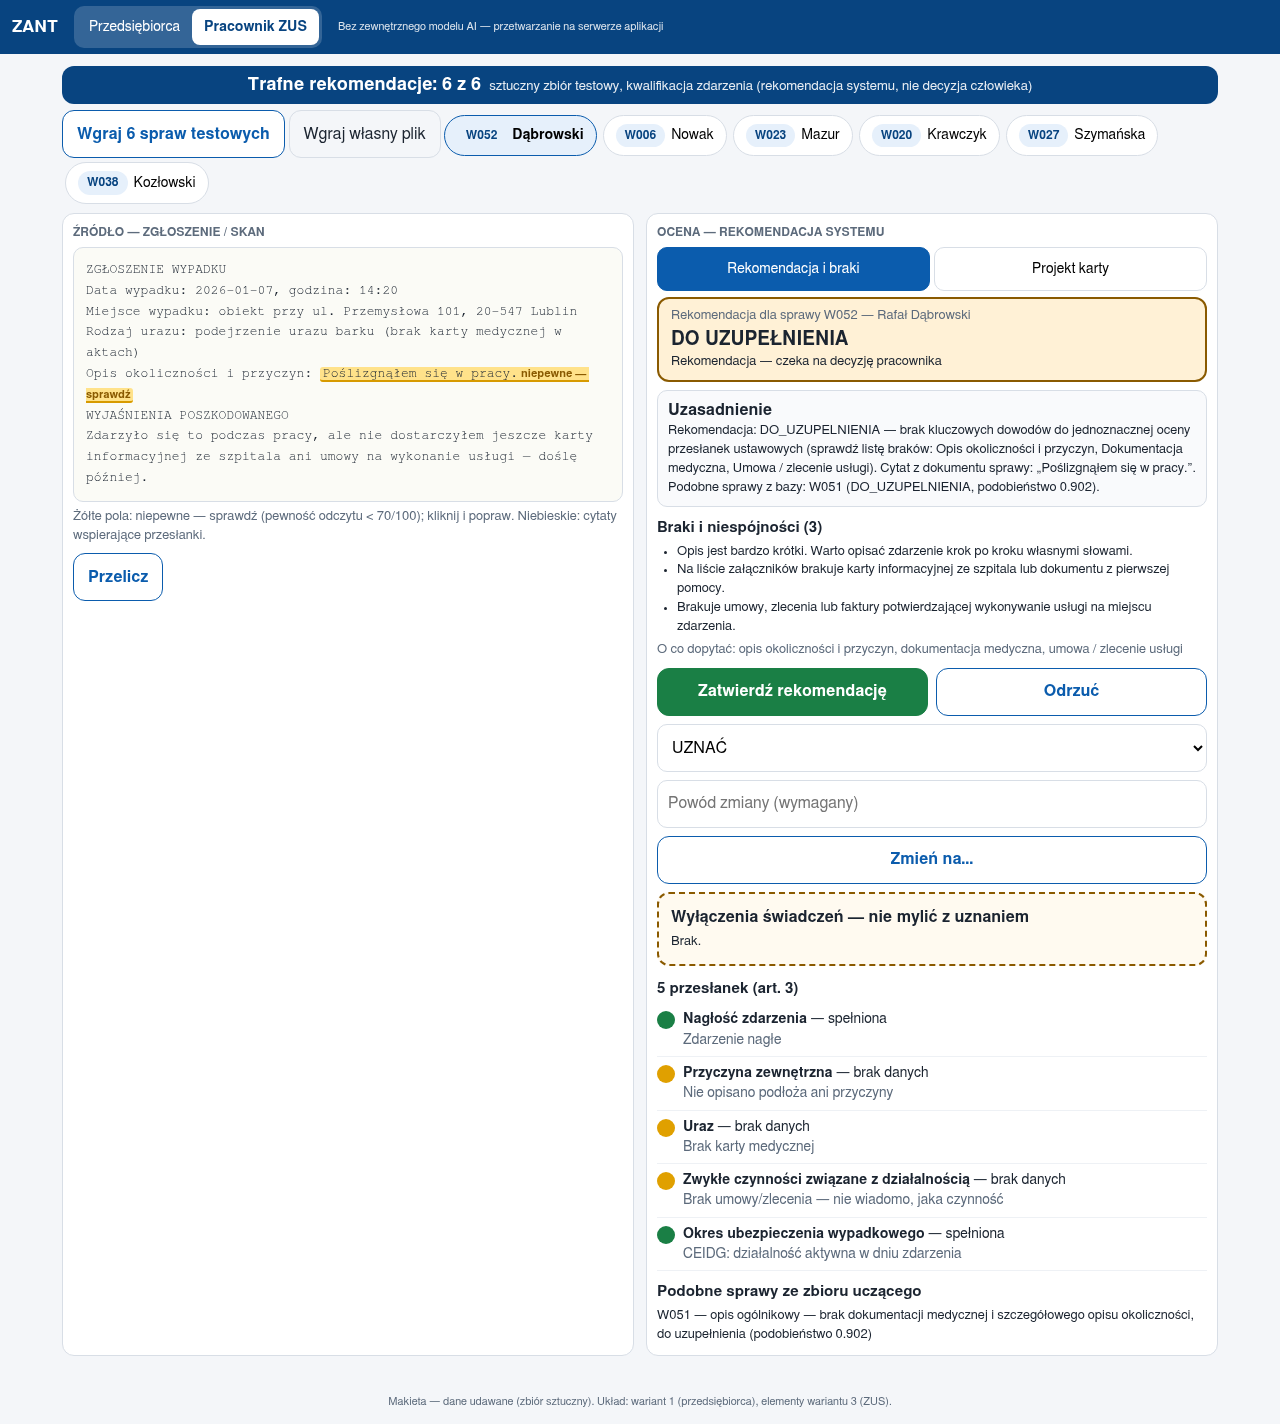 ZANT
Przedsiębiorca
Pracownik ZUS
Bez zewnętrznego modelu AI — przetwarzanie na serwerze aplikacji
Trafne rekomendacje: 6 z 6 sztuczny zbiór testowy, kwalifikacja zdarzenia (rekomendacja systemu, nie decyzja człowieka)
Wgraj 6 spraw testowych
Wgraj własny plik
W052 Dąbrowski
W006 Nowak
W023 Mazur
W020 Krawczyk
W027 Szymańska
W038 Kozłowski
ŹRÓDŁO — ZGŁOSZENIE / SKAN
ZGŁOSZENIE WYPADKU
Data wypadku: 2026-01-07, godzina: 14:20
Miejsce wypadku: obiekt przy ul. Przemysłowa 101, 20-547 Lublin
Rodzaj urazu: podejrzenie urazu barku (brak karty medycznej w
aktach)
Opis okoliczności i przyczyn: Poślizgnąłem się w pracy. niepewne —
sprawdź
WYJAŚNIENIA POSZKODOWANEGO
Zdarzyło się to podczas pracy, ale nie dostarczyłem jeszcze karty
informacyjnej ze szpitala ani umowy na wykonanie usługi — doślę
później.
Żółte pola: niepewne — sprawdź (pewność odczytu < 70/100); kliknij i popraw. Niebieskie: cytaty
wspierające przesłanki.
Przelicz
OCENA — REKOMENDACJA SYSTEMU
Rekomendacja i braki
Projekt karty
Rekomendacja dla sprawy W052 — Rafał Dąbrowski
DO UZUPEŁNIENIA
Rekomendacja — czeka na decyzję pracownika
Uzasadnienie
Rekomendacja: DO_UZUPELNIENIA — brak kluczowych dowodów do jednoznacznej oceny
przesłanek ustawowych (sprawdź listę braków: Opis okoliczności i przyczyn, Dokumentacja
medyczna, Umowa / zlecenie usługi). Cytat z dokumentu sprawy: „Poślizgnąłem się w pracy.”.
Podobne sprawy z bazy: W051 (DO_UZUPELNIENIA, podobieństwo 0.902).
Braki i niespójności (3)
• Opis jest bardzo krótki. Warto opisać zdarzenie krok po kroku własnymi słowami.
• Na liście załączników brakuje karty informacyjnej ze szpitala lub dokumentu z pierwszej
pomocy.
• Brakuje umowy, zlecenia lub faktury potwierdzającej wykonywanie usługi na miejscu
zdarzenia.
O co dopytać: opis okoliczności i przyczyn, dokumentacja medyczna, umowa / zlecenie usługi
Zatwierdź rekomendację
Odrzuć
UZNAĆ
Powód zmiany (wymagany)
Zmień na...
Wyłączenia świadczeń — nie mylić z uznaniem
Brak.
5 przesłanek (art. 3)
Nagłość zdarzenia — spełniona
Zdarzenie nagłe
Przyczyna zewnętrzna — brak danych
Nie opisano podłoża ani przyczyny
Uraz — brak danych
Brak karty medycznej
Zwykłe czynności związane z działalnością — brak danych
Brak umowy/zlecenia — nie wiadomo, jaka czynność
Okres ubezpieczenia wypadkowego — spełniona
CEIDG: działalność aktywna w dniu zdarzenia
Podobne sprawy ze zbioru uczącego
W051 — opis ogólnikowy — brak dokumentacji medycznej i szczegółowego opisu okoliczności,
do uzupełnienia (podobieństwo 0.902)
Makieta — dane udawane (zbiór sztuczny). Układ: wariant 1 (przedsiębiorca), elementy wariantu 3 (ZUS).